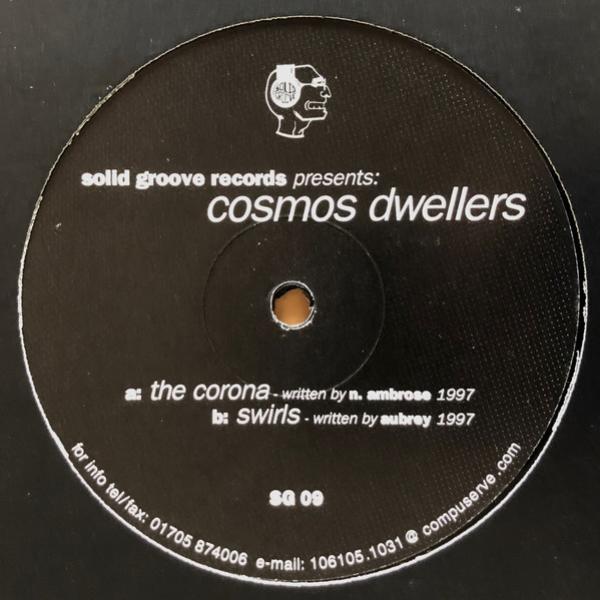 solid groove records presents:
cosmos dwellers
a: the corona - written by n. ambrose 1997
b: swirls - written by aubrey 1997
SG 09
for info tel/fax: 01705 874006 e-mail: 106105.1031@compuserve.com